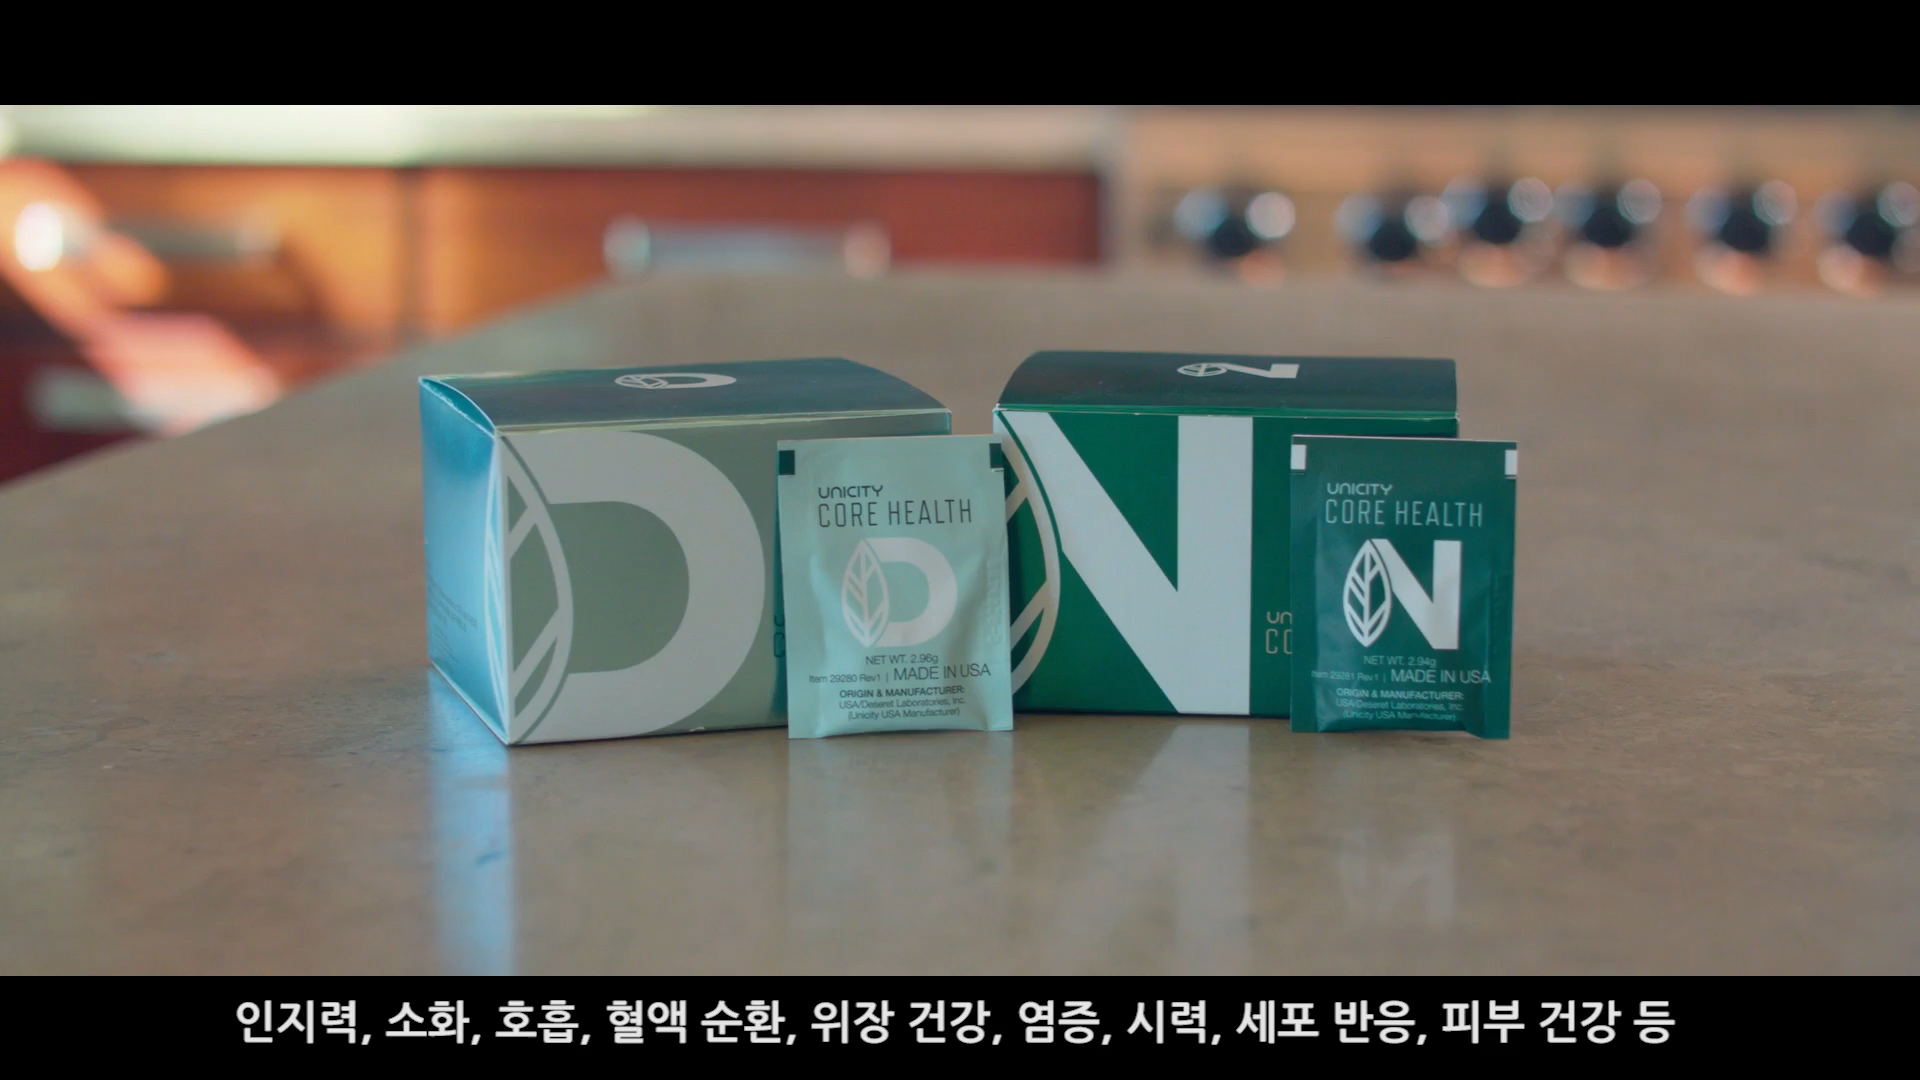 D
N
D
N
UNICITY
CORE HEALTH
D
NET WT. 2.96g
Item 29280 Rev1 | MADE IN USA
ORIGIN & MANUFACTURER:
USA/Deseret Laboratories, Inc.
(Unicity USA Manufacturer)
UN
CO
UNICITY
CORE HEALTH
N
NET WT. 2.94g
Item 29281 Rev1 | MADE IN USA
ORIGIN & MANUFACTURER:
USA/Deseret Laboratories, Inc.
(Unicity USA Manufacturer)
인지력, 소화, 호흡, 혈액 순환, 위장 건강, 염증, 시력, 세포 반응, 피부 건강 등